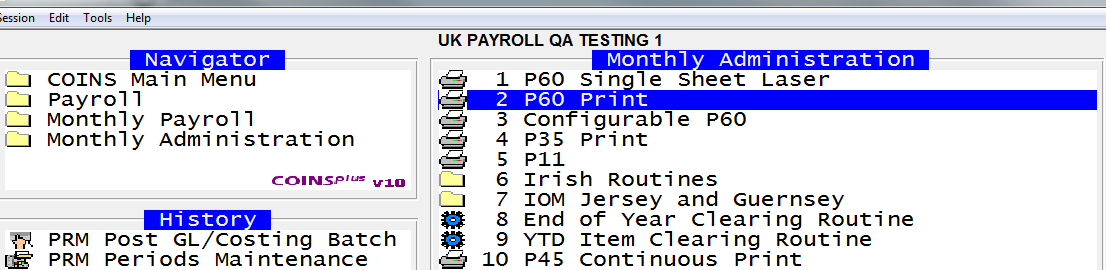 Session Edit Tools Help
UK PAYROLL QA TESTING 1
Navigator
COINS Main Menu
Payroll
Monthly Payroll
Monthly Administration
COINSplus v10
History
PRM Post GL/Costing Batch
PRM Periods Maintenance
Monthly Administration
1 P60 Single Sheet Laser
2 P60 Print
3 Configurable P60
4 P35 Print
5 P11
6 Irish Routines
7 IOM Jersey and Guernsey
8 End of Year Clearing Routine
9 YTD Item Clearing Routine
10 P45 Continuous Print